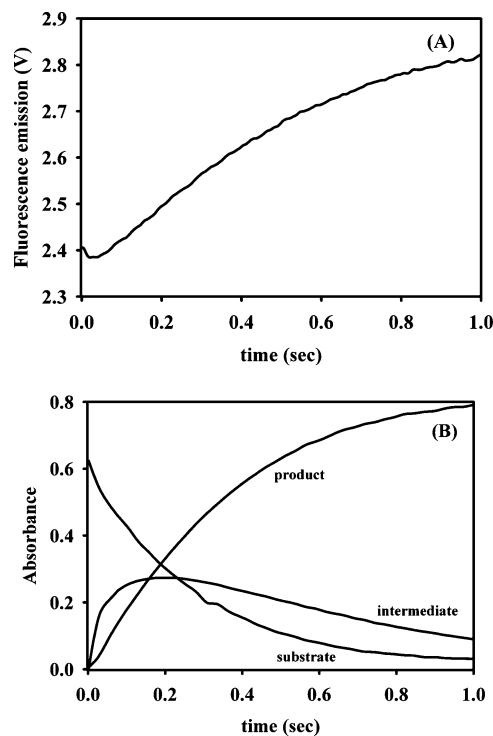 (A)
Fluorescence emission (V)
2.9
2.8
2.7
2.6
2.5
2.4
2.3
0.0 0.2 0.4 0.6 0.8 1.0
time (sec)
(B)
Absorbance
0.8
0.6
0.4
0.2
0.0
product
intermediate
substrate
0.0 0.2 0.4 0.6 0.8 1.0
time (sec)